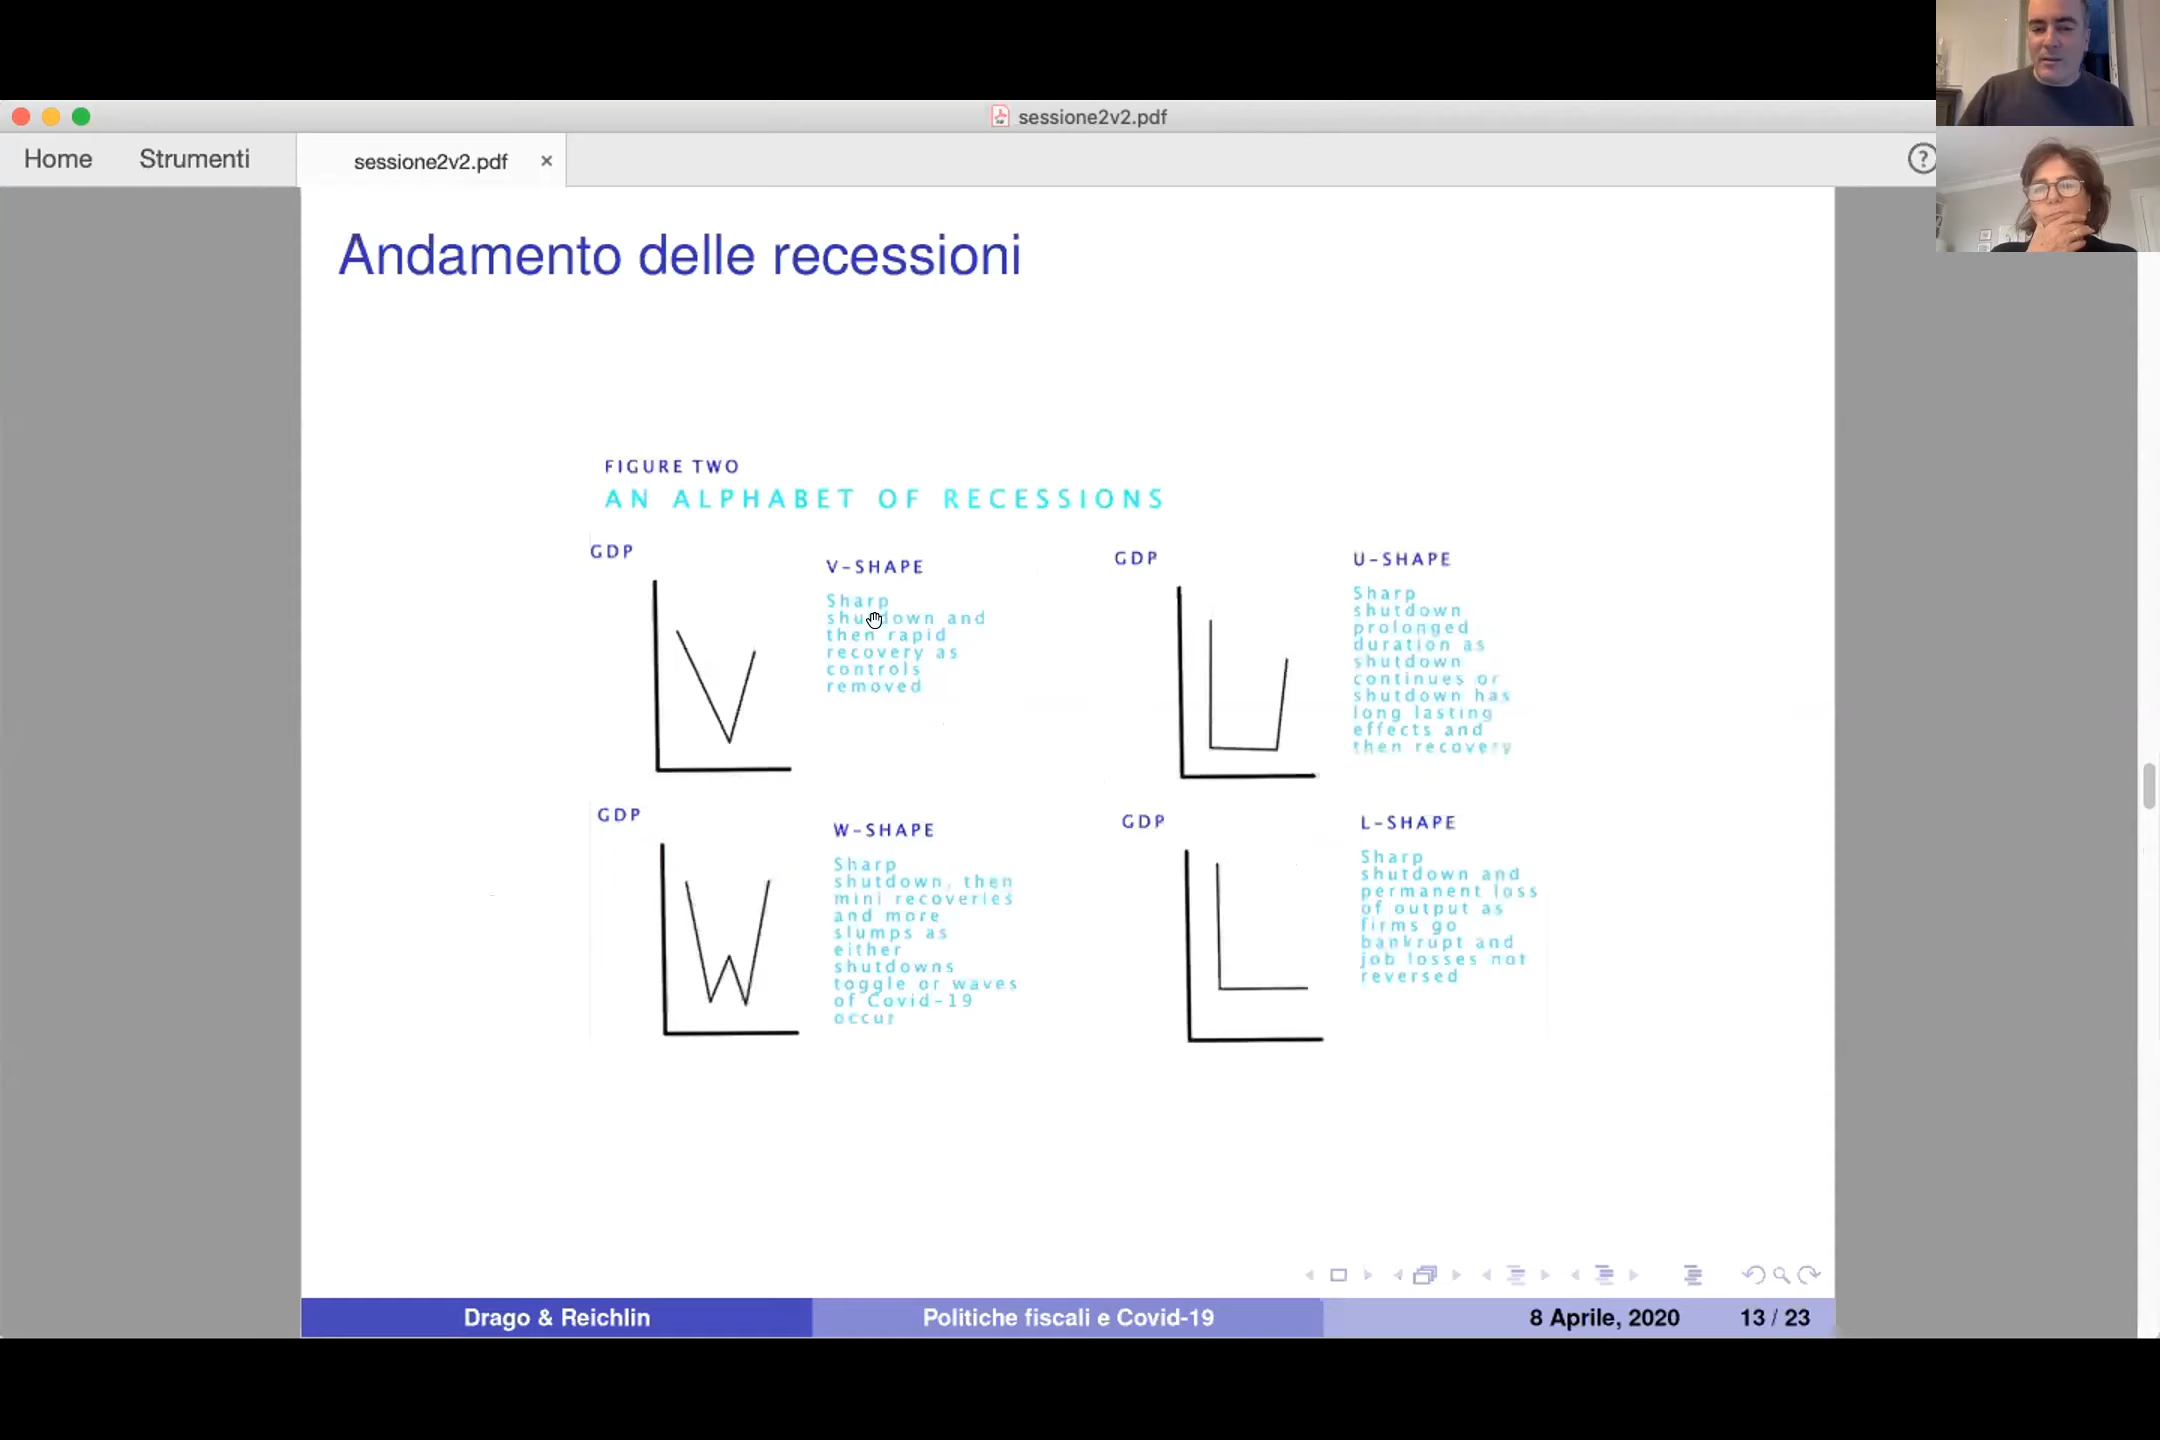 sessione2v2.pdf
Home
Strumenti
sessione2v2.pdf
×
?
Andamento delle recessioni
FIGURE TWO
AN ALPHABET OF RECESSIONS
GDP
V-SHAPE
Sharp
shutdown and
then rapid
recovery as
controls
removed
GDP
U-SHAPE
Sharp
shutdown
prolonged
duration as
shutdown
continues or
shutdown has
long lasting
effects and
then recovery
GDP
W-SHAPE
Sharp
shutdown, then
mini recoveries
and more
slumps as
either
shutdowns
toggle or waves
of Covid-19
occur
GDP
L-SHAPE
Sharp
shutdown and
permanent loss
of output as
firms go
bankrupt and
job losses not
reversed
Drago & Reichlin
Politiche fiscali e Covid-19
8 Aprile, 2020
13 / 23